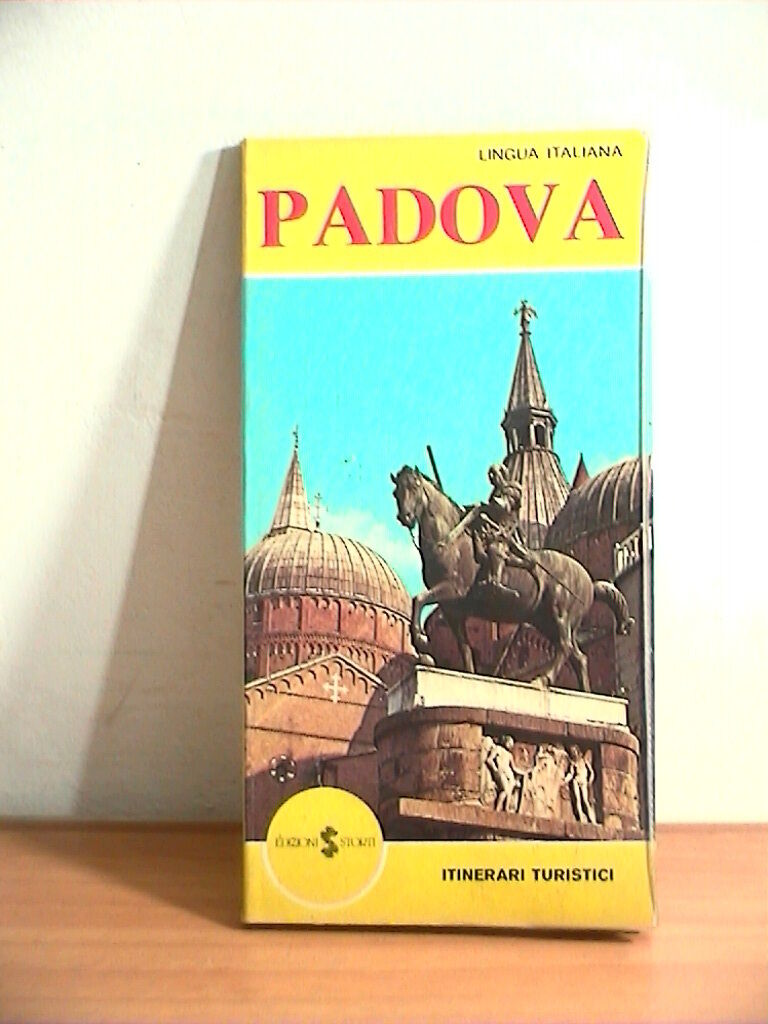 LINGUA ITALIANA
PADOVA
EDIZIONI STORTI
ITINERARI TURISTICI